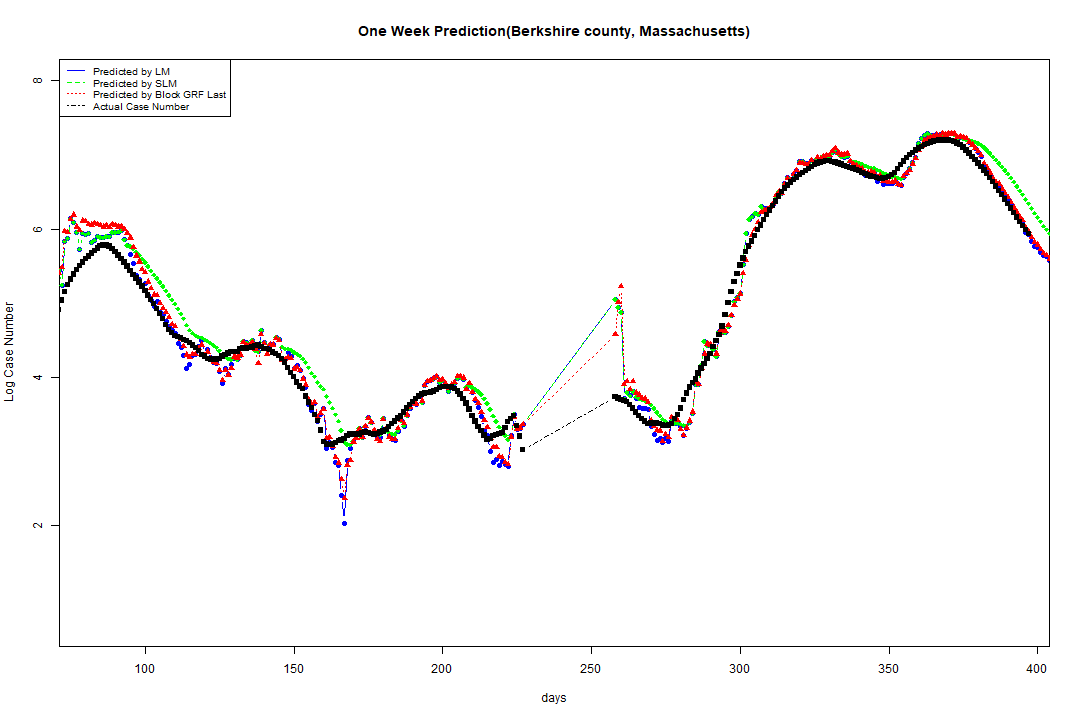 One Week Prediction(Berkshire county, Massachusetts)
Predicted by LM
Predicted by SLM
Predicted by Block GRF Last
Actual Case Number
8
6
4
2
Log Case Number
100 150 200 250 300 350 400
days